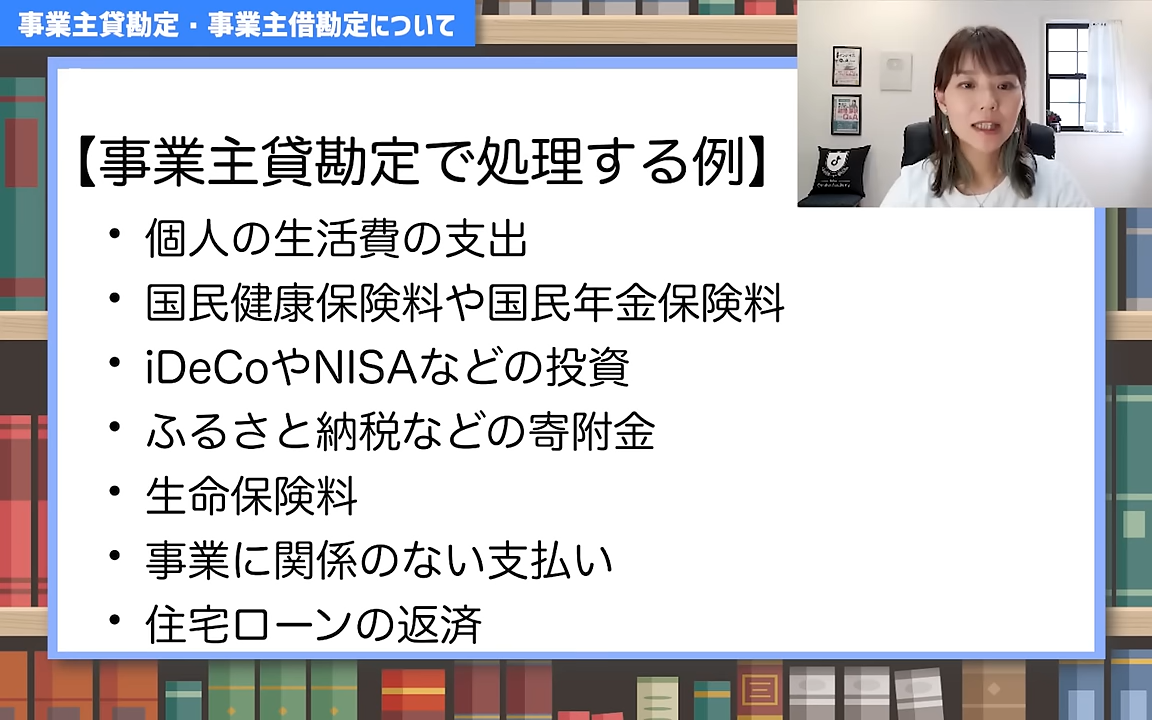 事業主貸勘定・事業主借勘定について
【事業主貸勘定で処理する例】
・個人の生活費の支出
・国民健康保険料や国民年金保険料
・iDeCoやNISAなどの投資
・ふるさと納税などの寄附金
・生命保険料
・事業に関係のない支払い
・住宅ローンの返済
Q&A